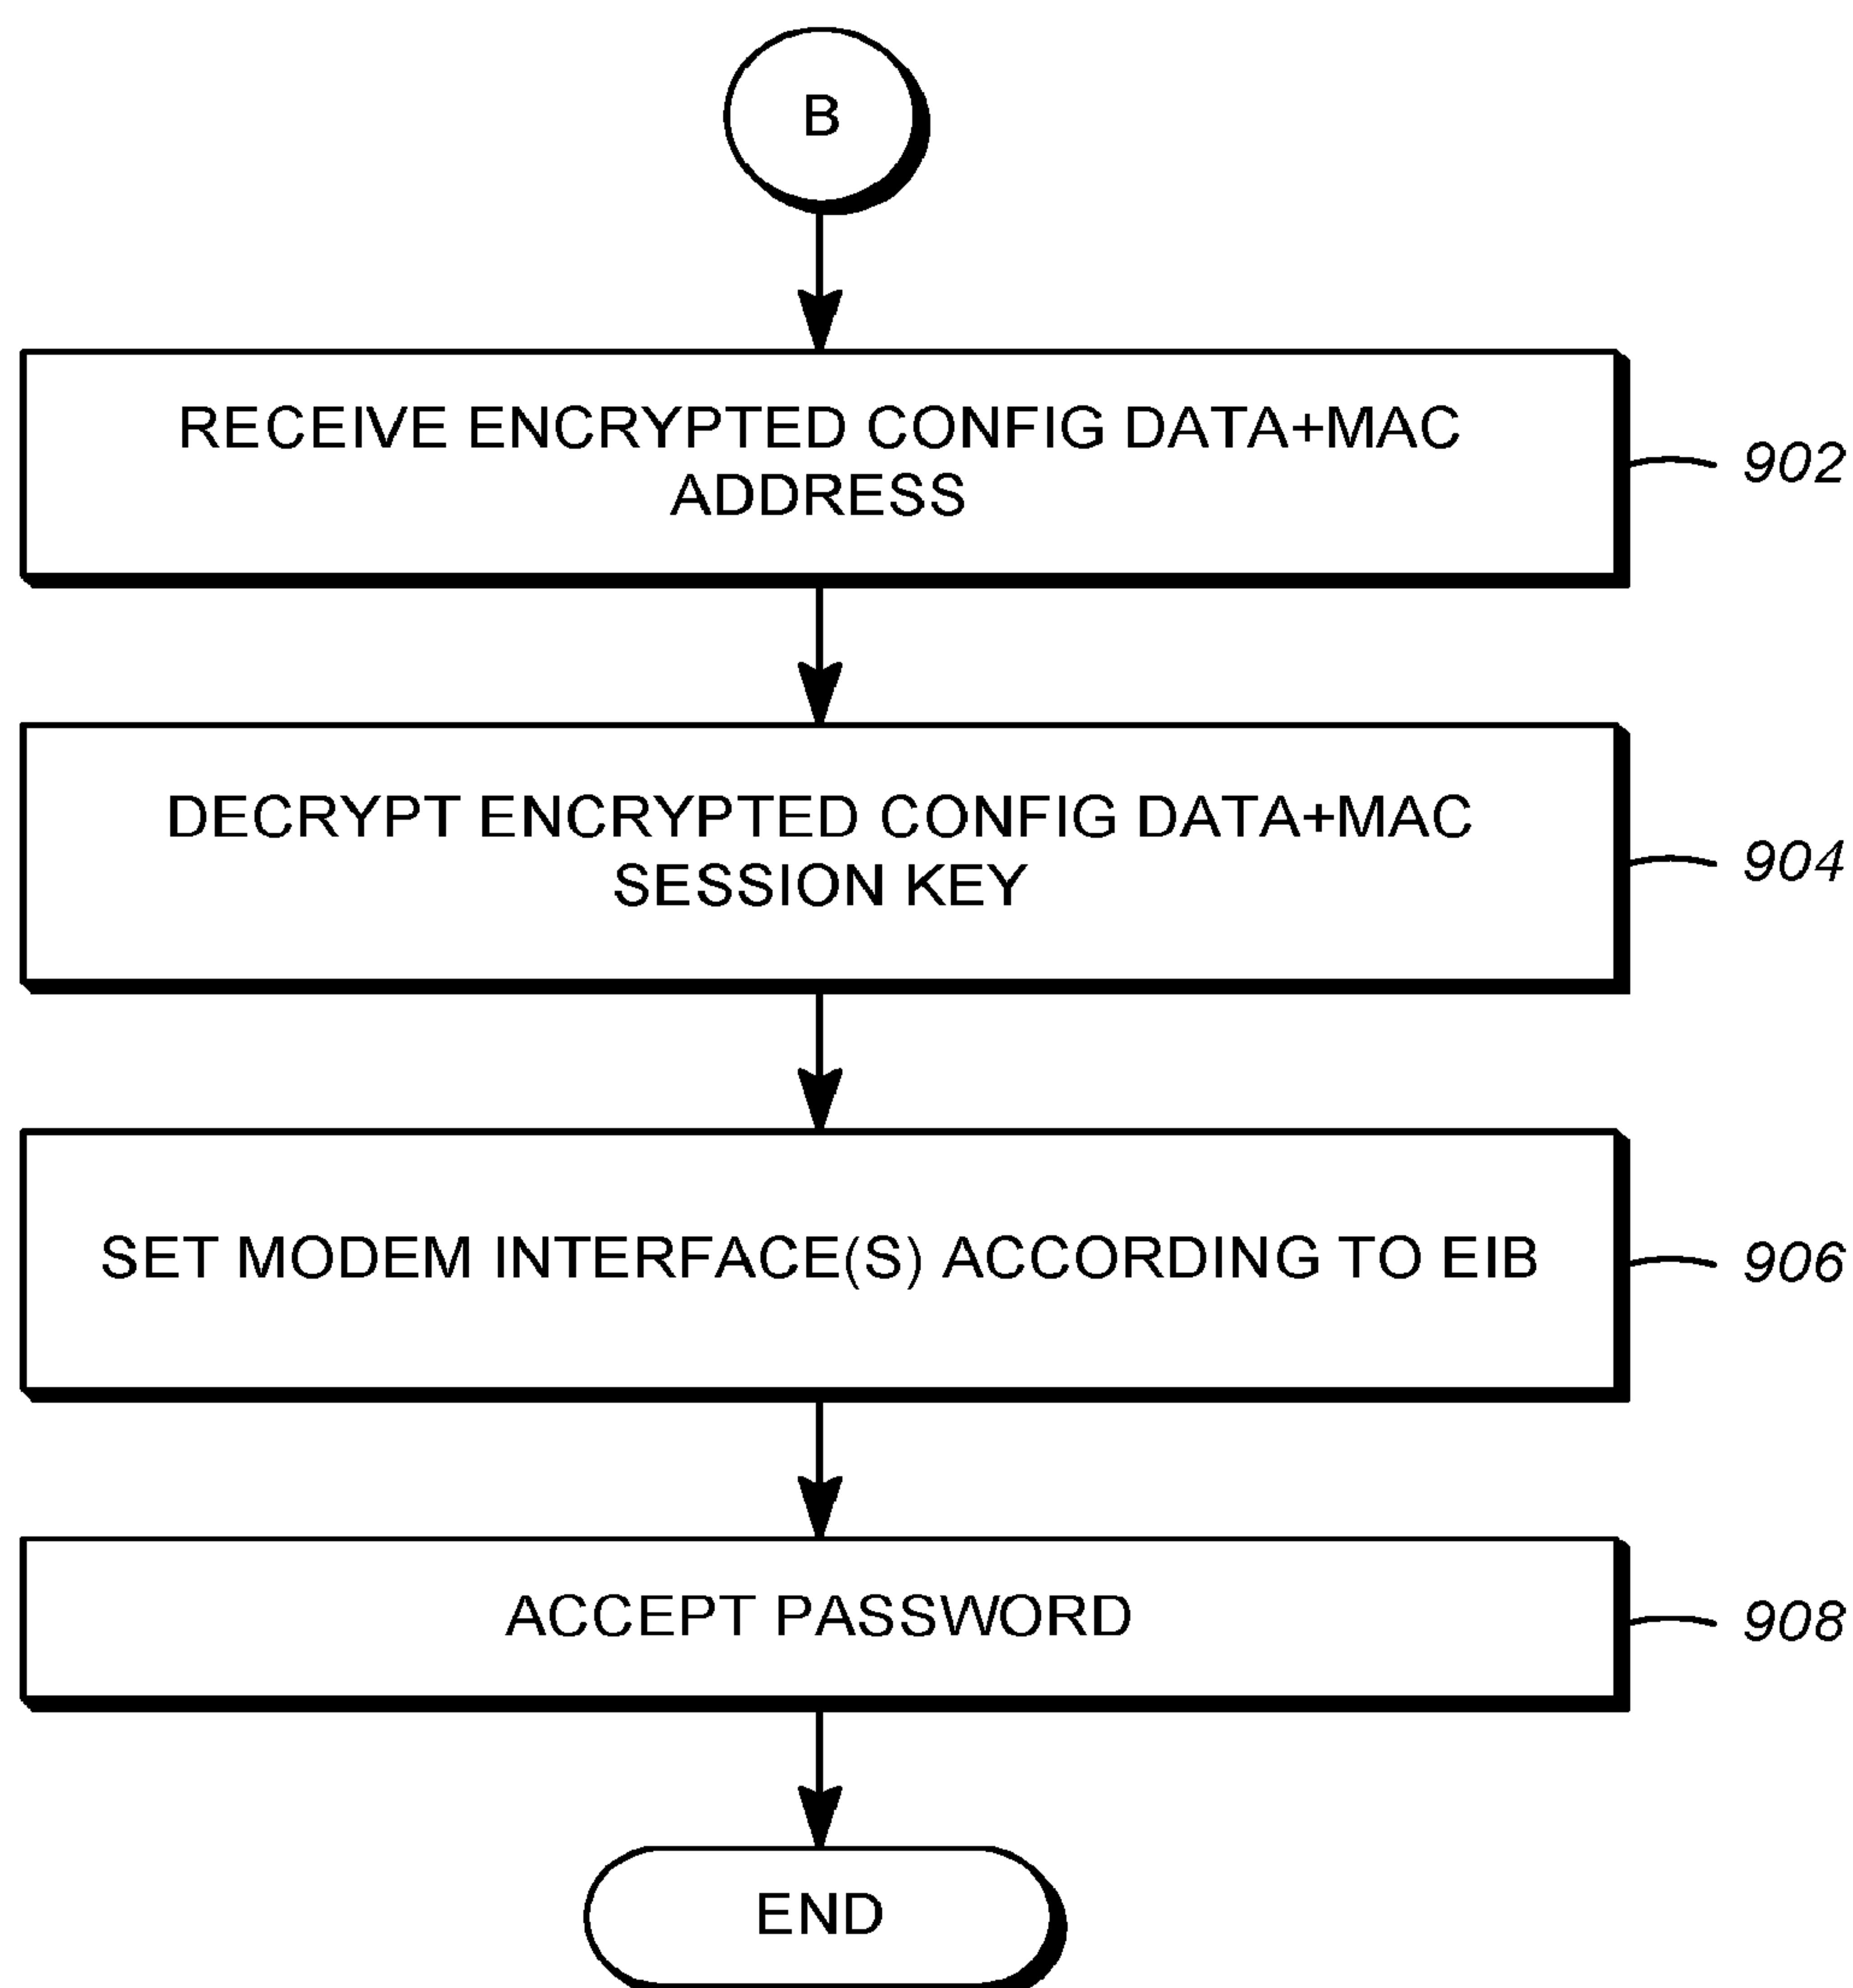 B
RECEIVE ENCRYPTED CONFIG DATA+MAC
ADDRESS
902
DECRYPT ENCRYPTED CONFIG DATA+MAC
SESSION KEY
904
SET MODEM INTERFACE(S) ACCORDING TO EIB
906
ACCEPT PASSWORD
908
END